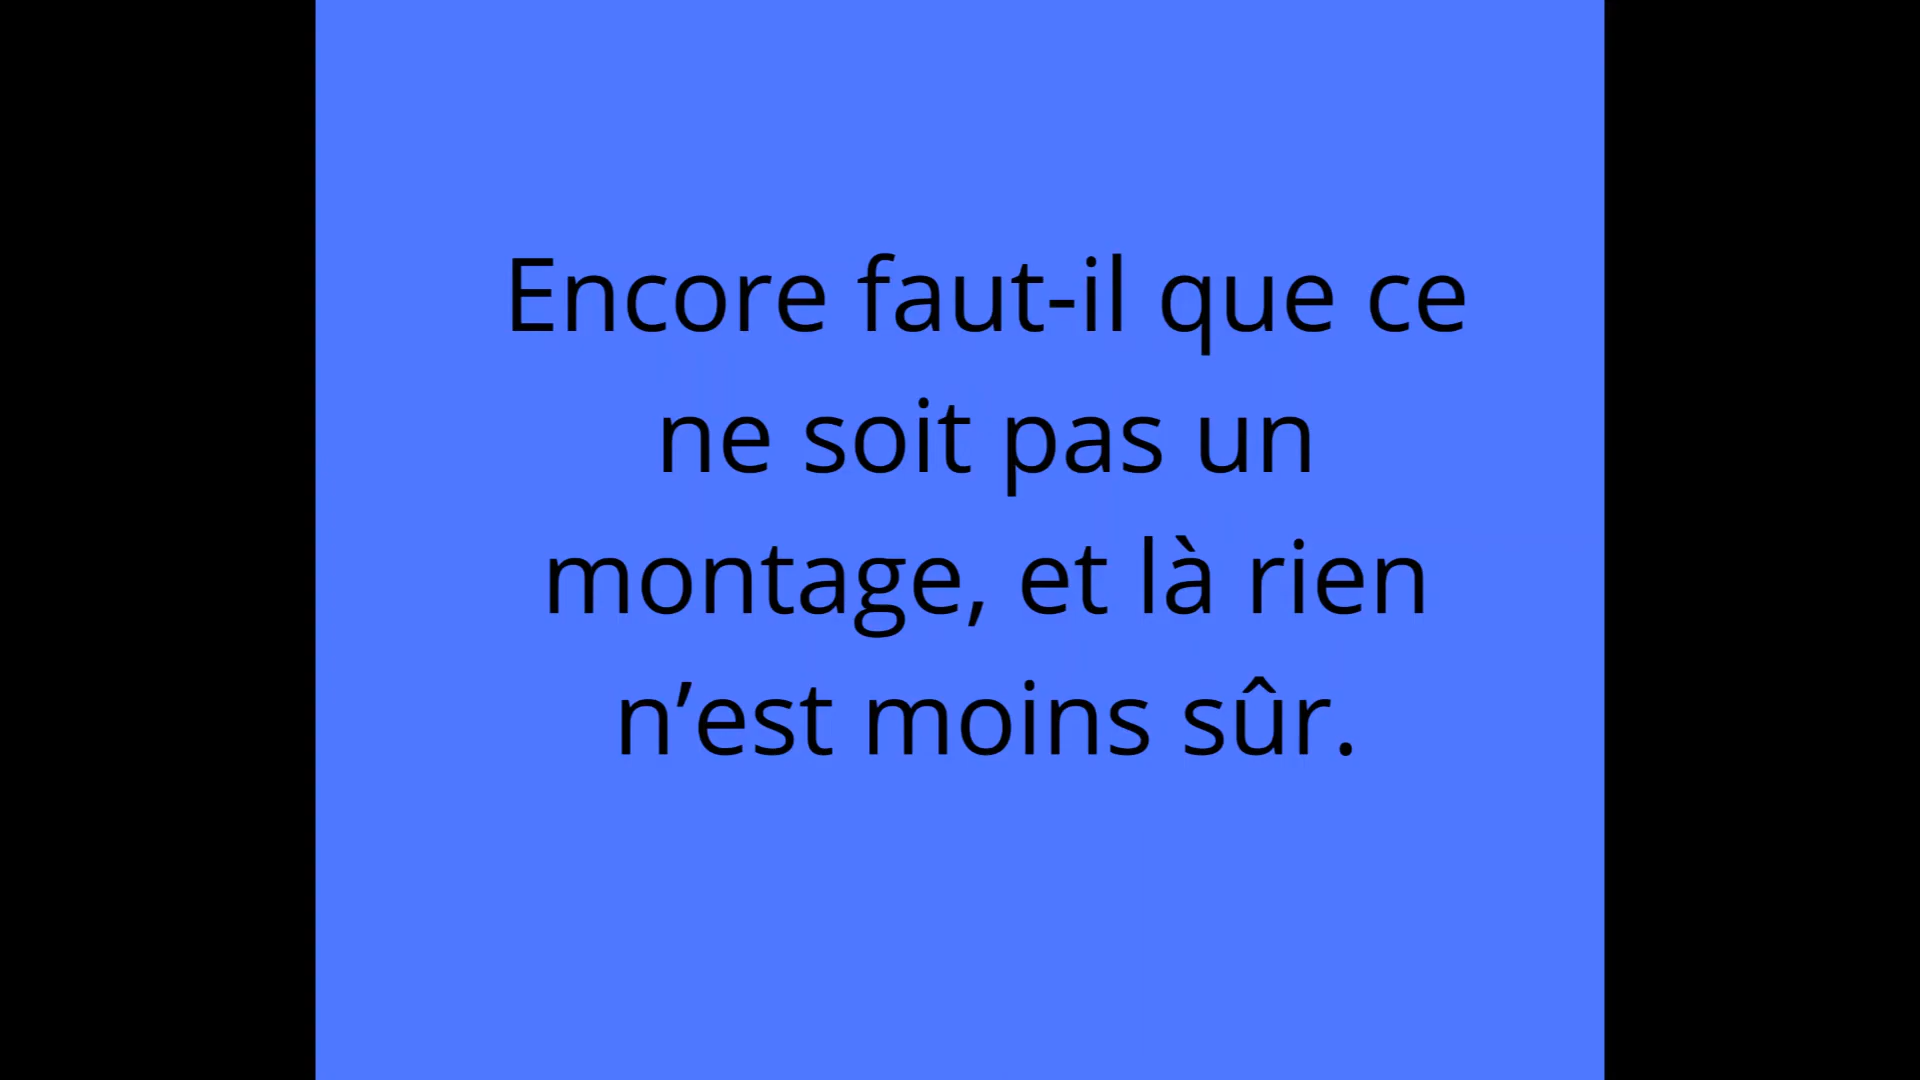 Encore faut-il que ce
ne soit pas un
montage, et là rien
n’est moins sûr.